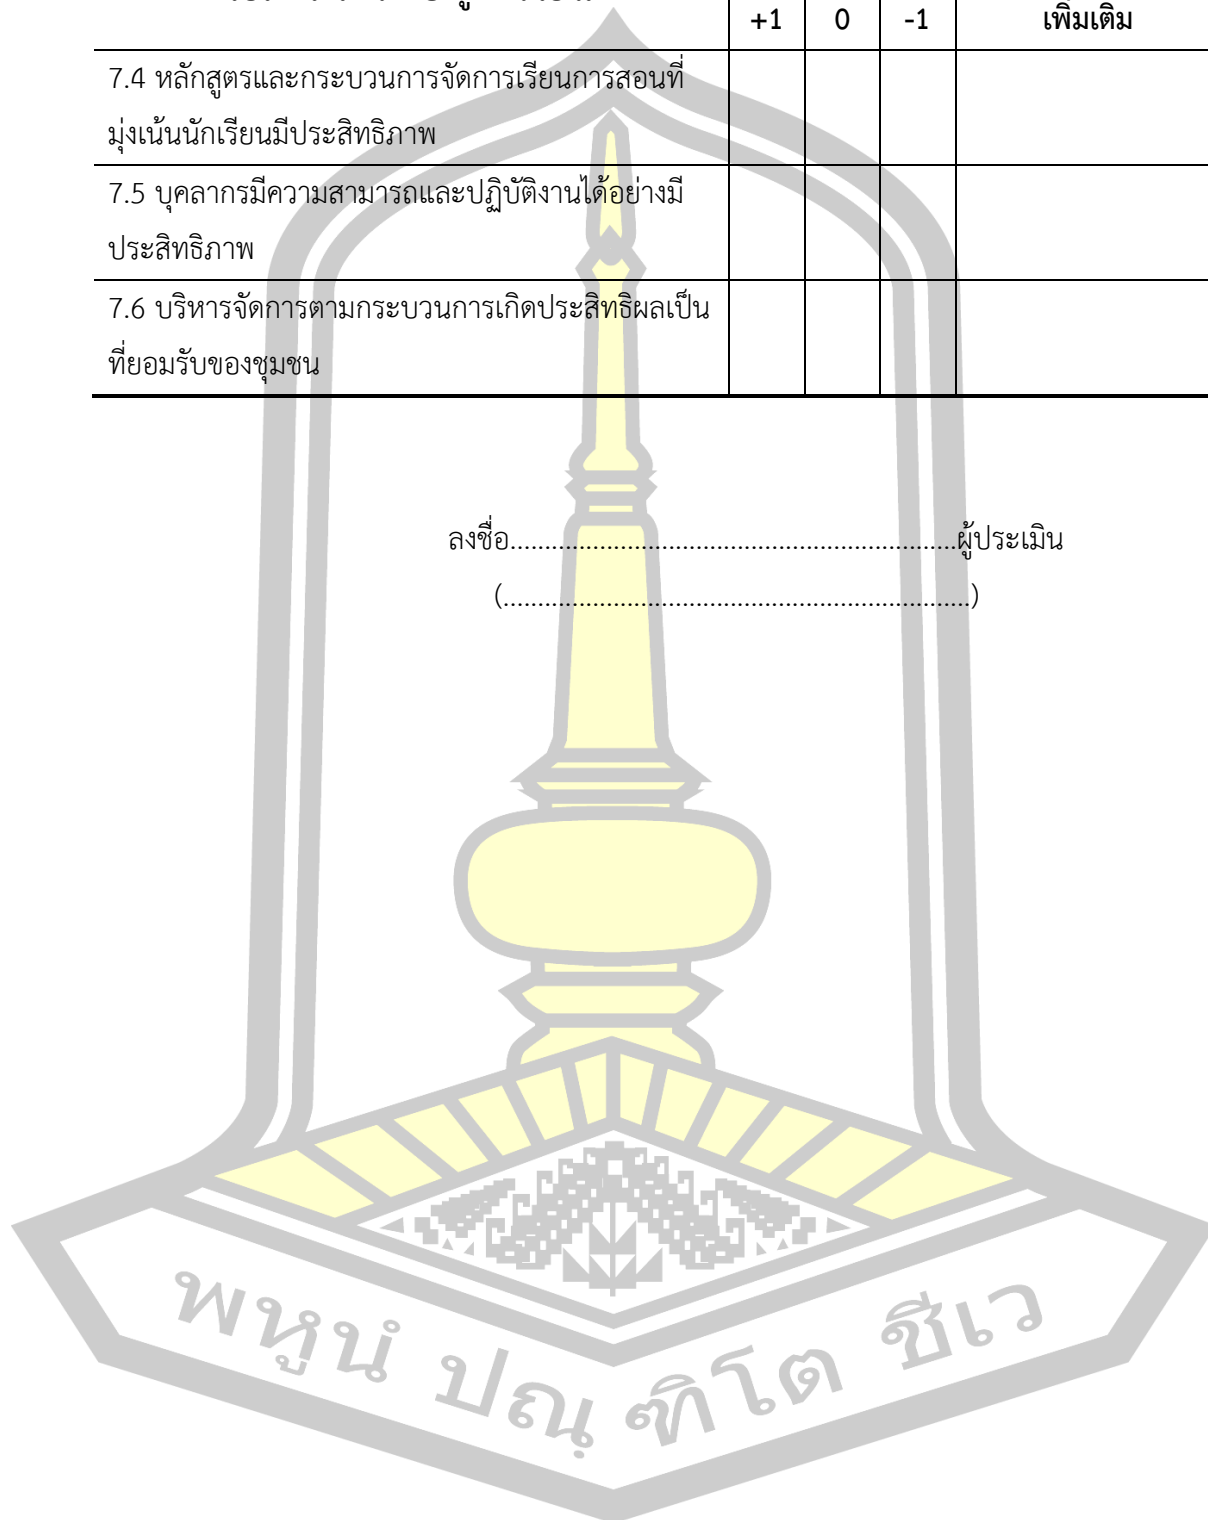 +1 0 -1 เพิ่มเติม
7.4 หลักสูตรและกระบวนการจัดการเรียนการสอนที่
มุ่งเน้นนักเรียนมีประสิทธิภาพ
7.5 บุคลากรมีความสามารถและปฏิบัติงานได้อย่างมี
ประสิทธิภาพ
7.6 บริหารจัดการตามกระบวนการเกิดประสิทธิผลเป็น
ที่ยอมรับของชุมชน
ลงชื่อ................................................................ผู้ประเมิน
(...................................................................)
พหูนํ ปณฺ ฑิโต ชีเว